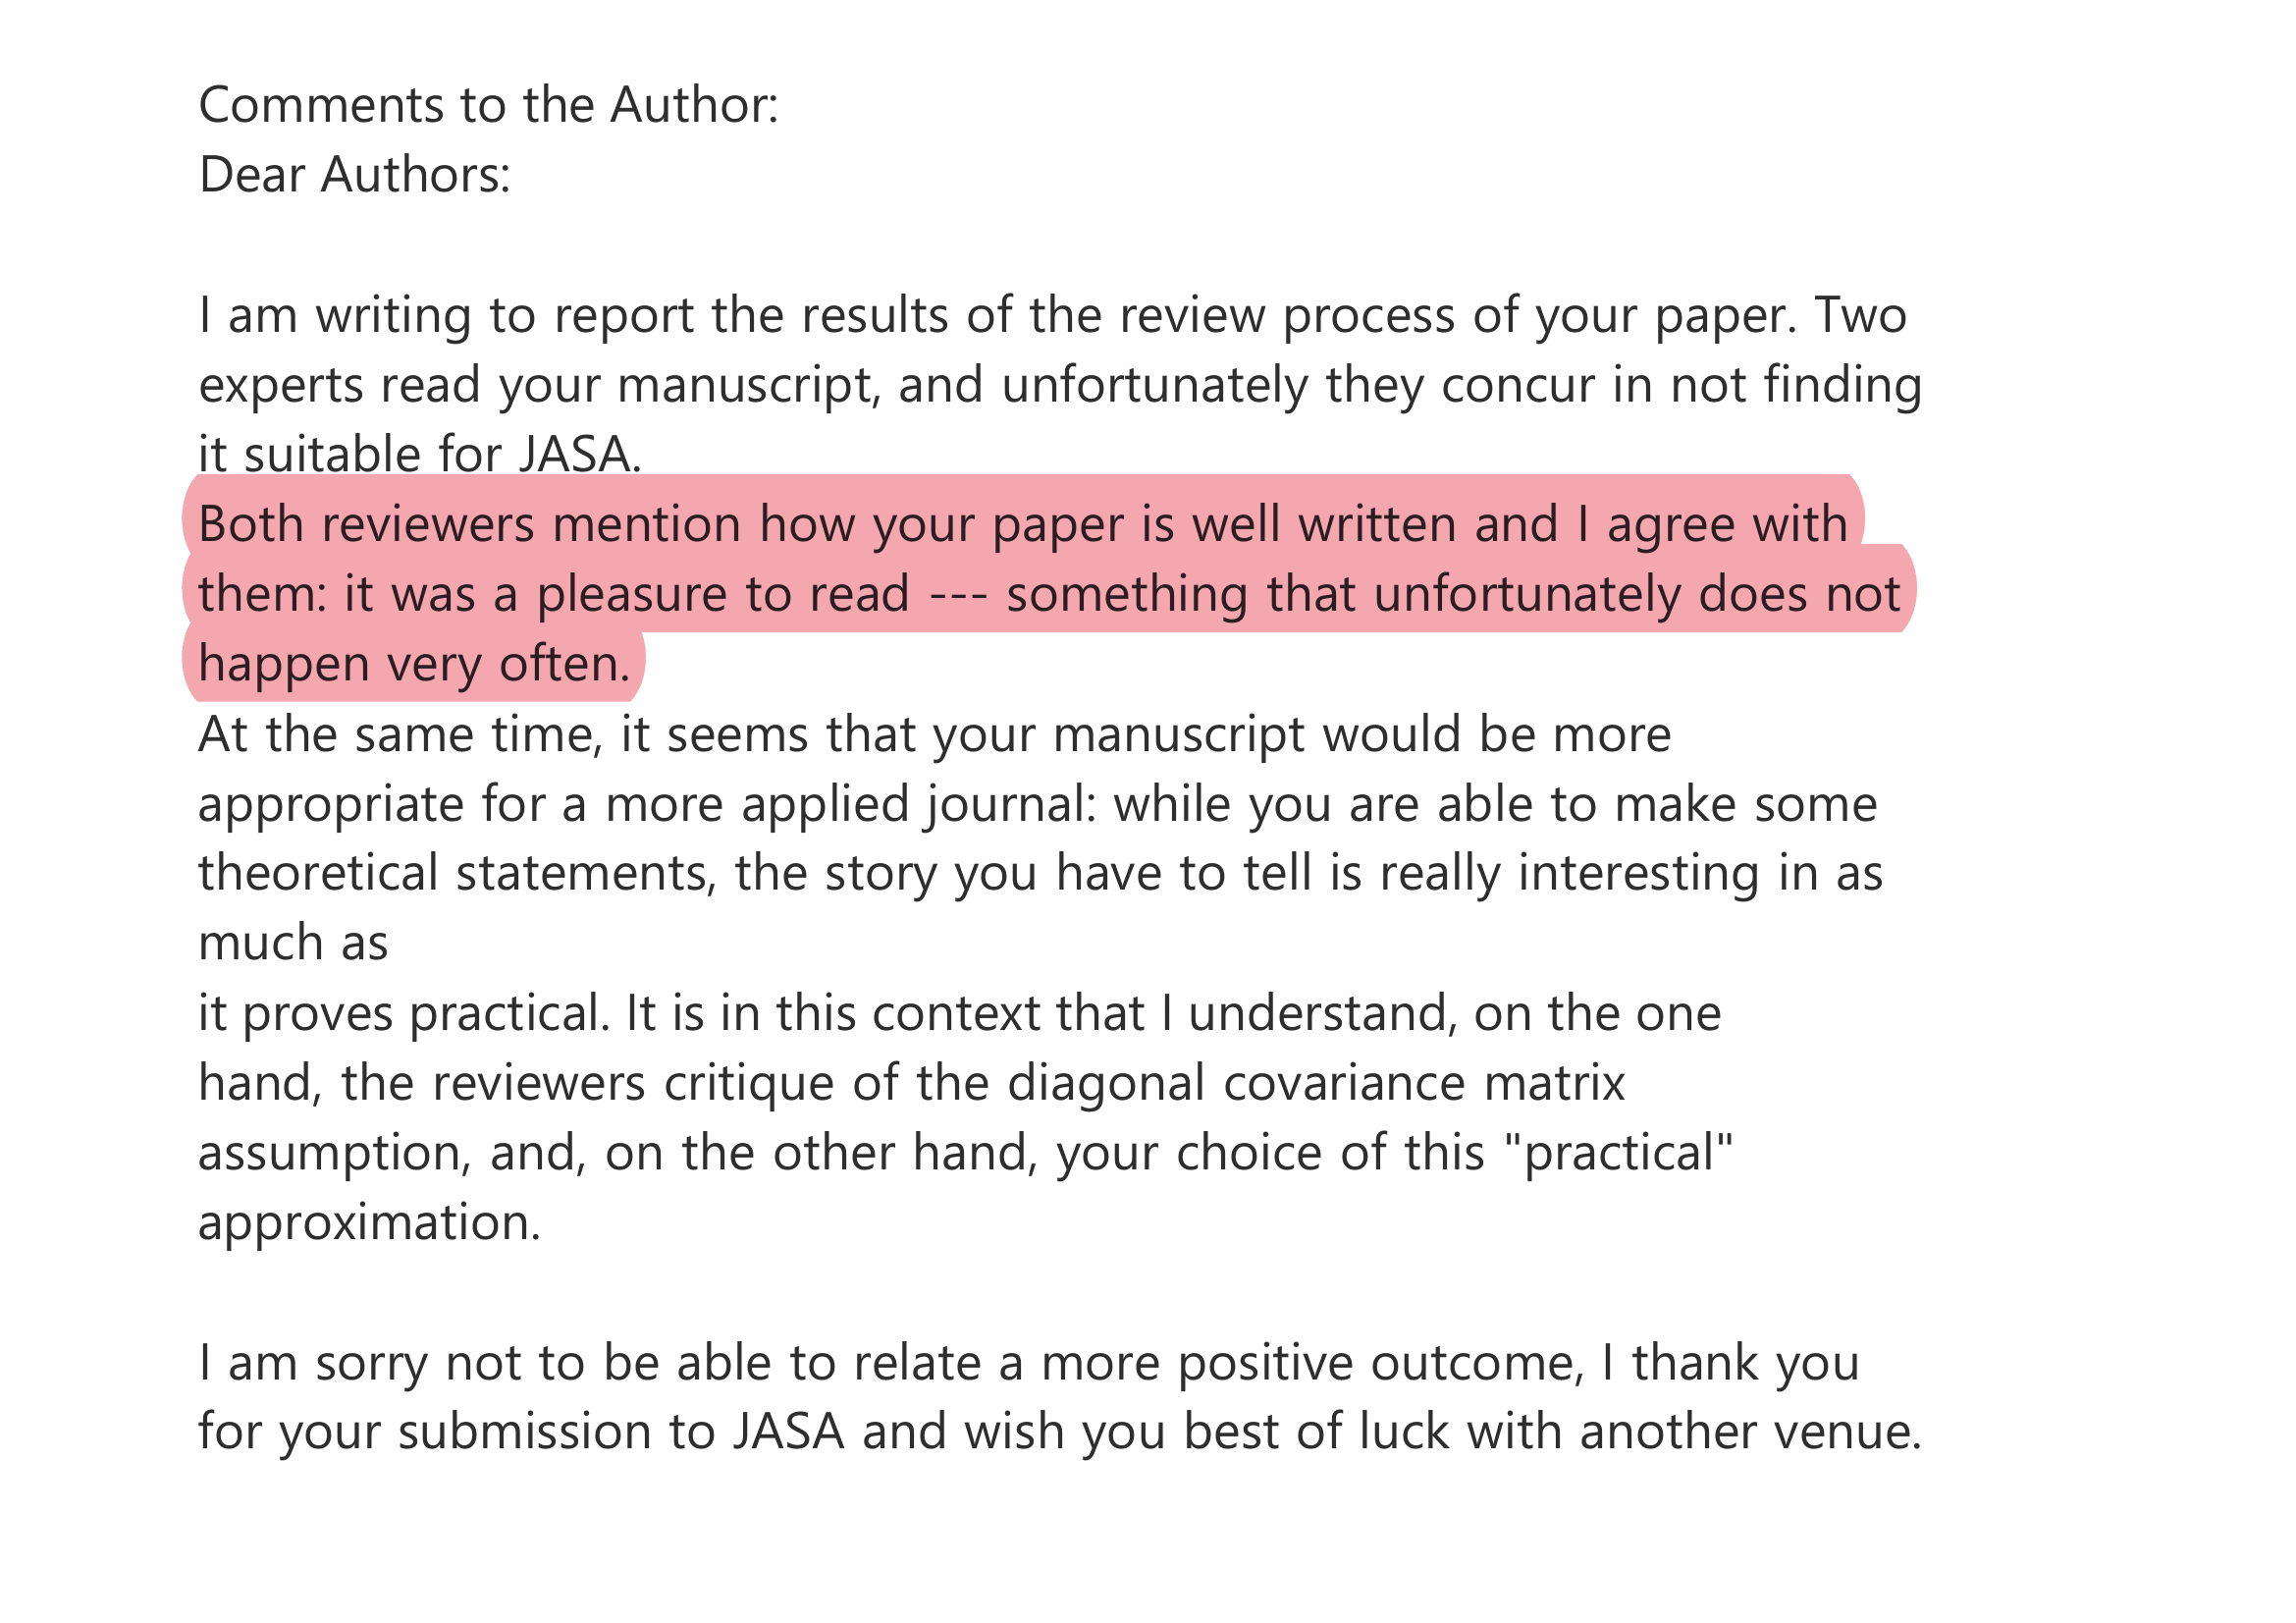 Comments to the Author:
Dear Authors:
I am writing to report the results of the review process of your paper. Two
experts read your manuscript, and unfortunately they concur in not finding
it suitable for JASA.
Both reviewers mention how your paper is well written and I agree with
them: it was a pleasure to read --- something that unfortunately does not
happen very often.
At the same time, it seems that your manuscript would be more
appropriate for a more applied journal: while you are able to make some
theoretical statements, the story you have to tell is really interesting in as
much as
it proves practical. It is in this context that I understand, on the one
hand, the reviewers critique of the diagonal covariance matrix
assumption, and, on the other hand, your choice of this "practical"
approximation.
I am sorry not to be able to relate a more positive outcome, I thank you
for your submission to JASA and wish you best of luck with another venue.